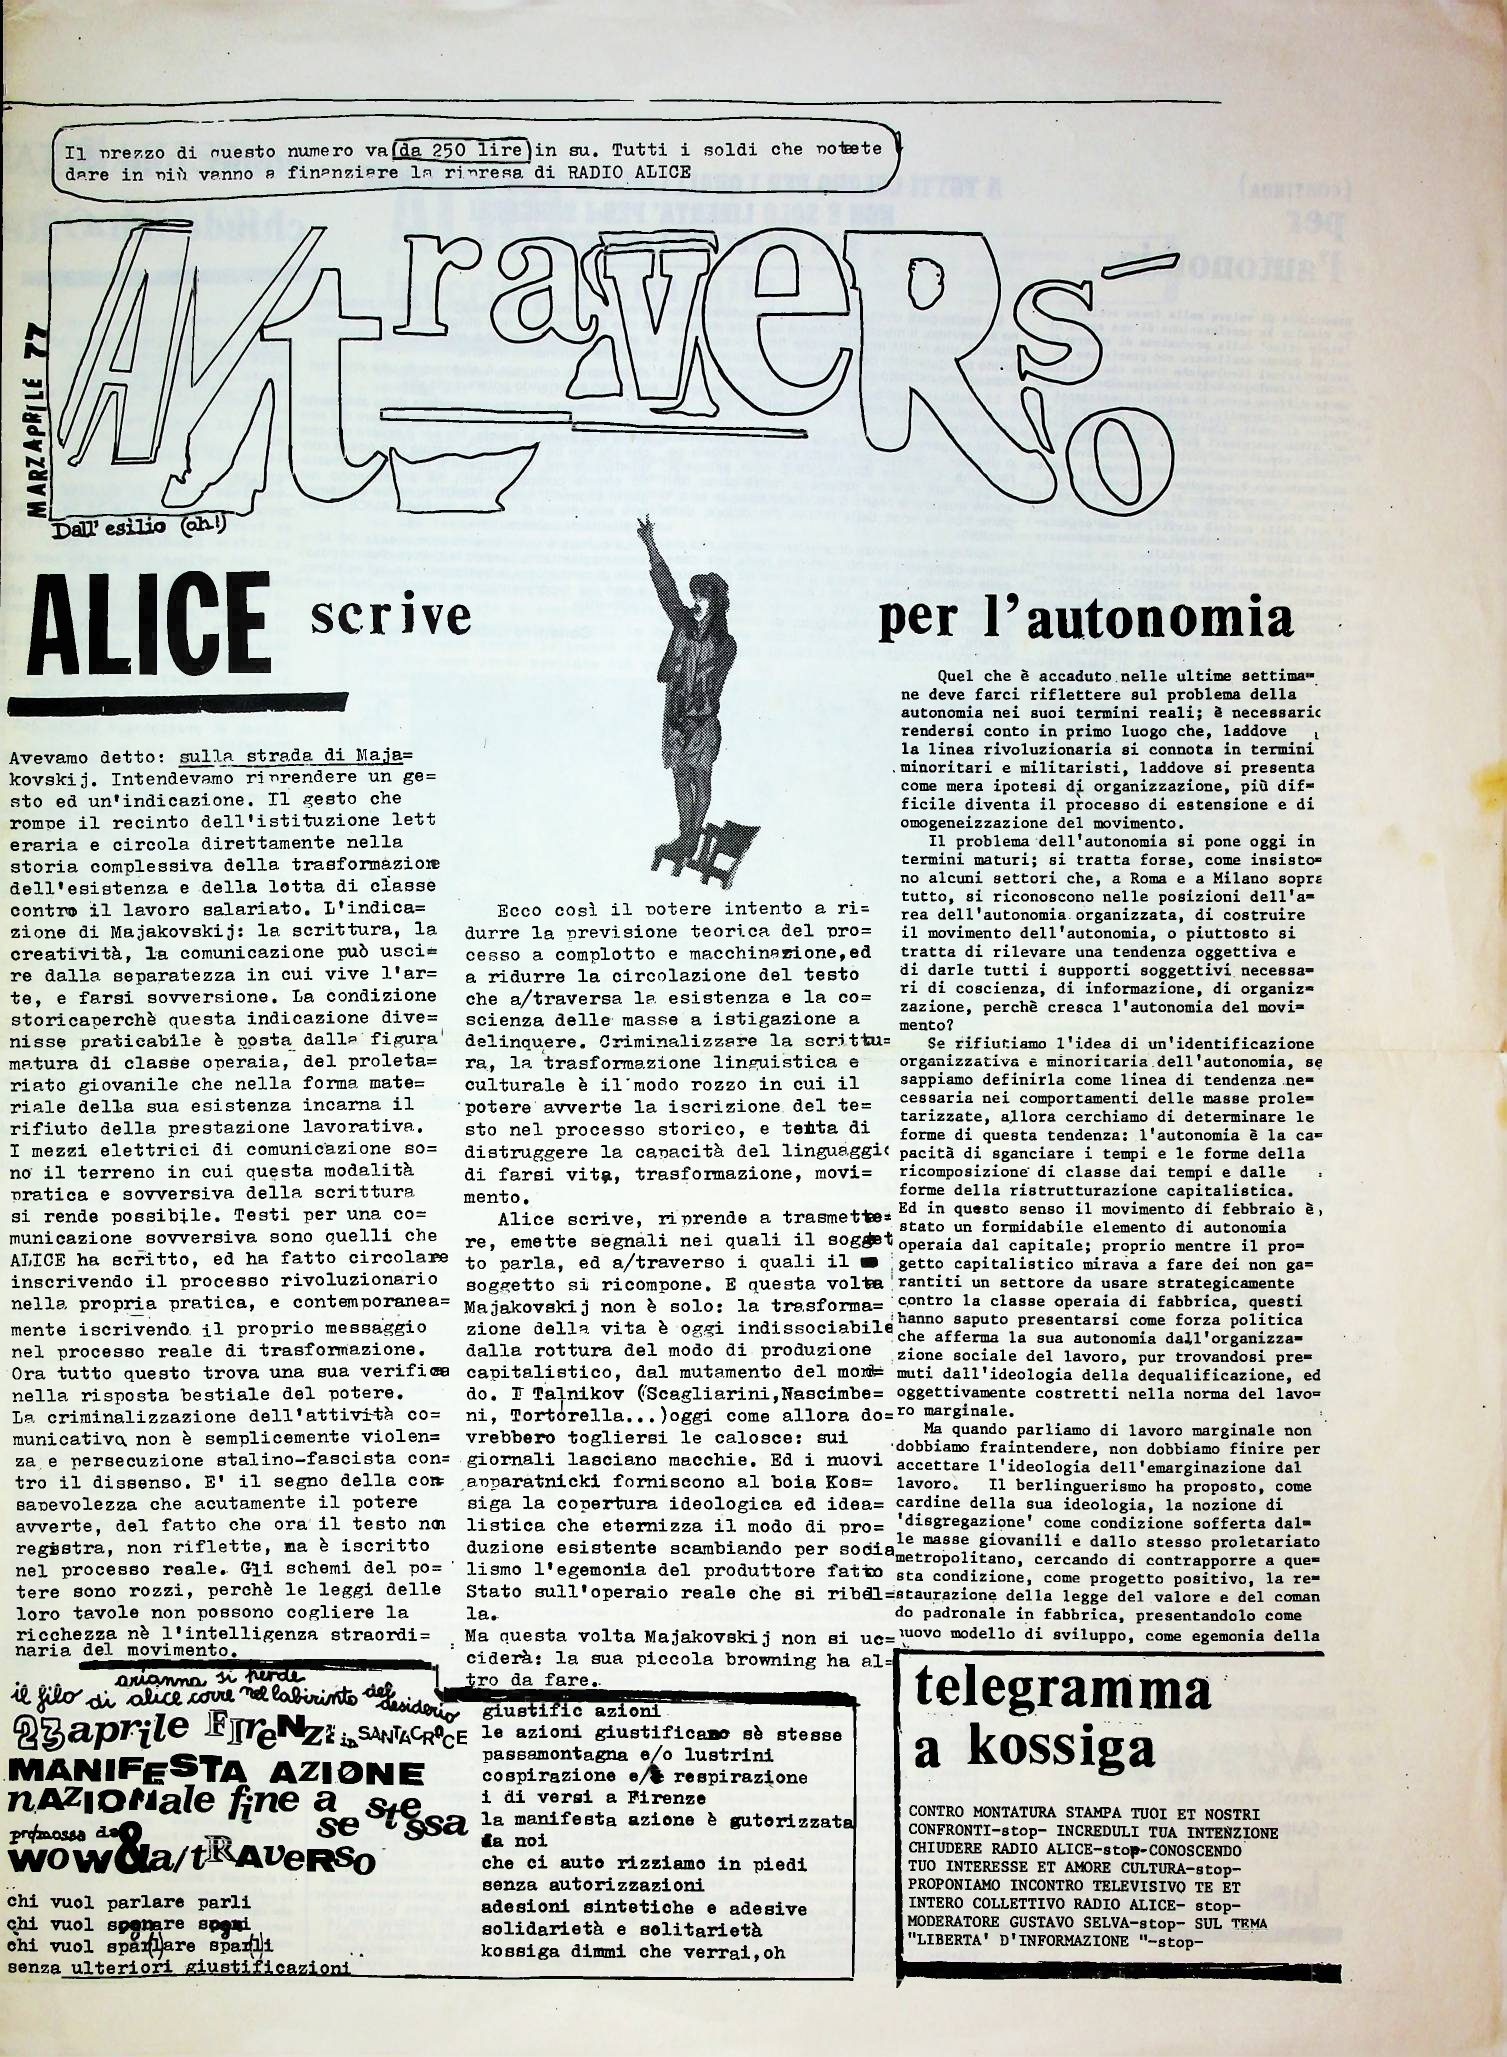 Il prezzo di questo numero va da 250 lire in su. Tutti i soldi che potete
dare in più vanno a finanziare la ripresa di RADIO ALICE
A/traverso
MARZAPRILE 77
Dall'esilio (ah!)
ALICE scrive
Avevamo detto: sulla strada di Maja=
kovskij. Intendevamo riprendere un ge=
sto ed un'indicazione. Il gesto che
rompe il recinto dell'istituzione lett
eraria e circola direttamente nella
storia complessiva della trasformazione
dell'esistenza e della lotta di classe
contro il lavoro salariato. L'indica=
zione di Majakovskij: la scrittura, la
creatività, la comunicazione può usci=
re dalla separatezza in cui vive l'ar=
te, e farsi sovversione. La condizione
storicaperchè questa indicazione dive=
nisse praticabile è posta dalla figura
matura di classe operaia, del proleta=
riato giovanile che nella forma mate=
riale della sua esistenza incarna il
rifiuto della prestazione lavorativa.
I mezzi elettrici di comunicazione so=
no il terreno in cui questa modalità
pratica e sovversiva della scrittura
si rende possibile. Testi per una co=
municazione sovversiva sono quelli che
ALICE ha scritto, ed ha fatto circolare
inscrivendo il processo rivoluzionario
nella propria pratica, e contemporanea=
mente iscrivendo il proprio messaggio
nel processo reale di trasformazione.
Ora tutto questo trova una sua verifica
nella risposta bestiale del potere.
La criminalizzazione dell'attività co=
municativa non è semplicemente violen=
za e persecuzione stalino-fascista con=
tro il dissenso. E' il segno della con
sapevolezza che acutamente il potere
avverte, del fatto che ora il testo non
registra, non riflette, ma è iscritto
nel processo reale. Gli schemi del po=
tere sono rozzi, perchè le leggi delle
loro tavole non possono cogliere la
ricchezza nè l'intelligenza straordi=
naria del movimento.
Ecco così il potere intento a ri=
durre la previsione teorica del pro=
cesso a complotto e macchinazione,ed
a ridurre la circolazione del testo
che a/traversa la esistenza e la co=
scienza delle masse a istigazione a
delinquere. Criminalizzare la scrittu=
ra, la trasformazione linguistica e
culturale è il modo rozzo in cui il
potere avverte la iscrizione del te=
sto nel processo storico, e tenta di
distruggere la capacità del linguaggio
di farsi vita, trasformazione, movi=
mento.
Alice scrive, riprende a trasmette=
re, emette segnali nei quali il sogget
to parla, ed a/traverso i quali il
soggetto si ricompone. E questa volta
Majakovskij non è solo: la trasforma=
zione della vita è oggi indissociabile
dalla rottura del modo di produzione
capitalistico, dal mutamento del mon=
do. I Talnikov (Scagliarini,Nascimbe=
ni, Tortorella...)oggi come allora do=
vrebbero togliersi le calosce: sui
giornali lasciano macchie. Ed i nuovi
apparatnicki forniscono al boia Kos=
siga la copertura ideologica ed idea=
listica che eternizza il modo di pro=
duzione esistente scambiando per socia
lismo l'egemonia del produttore fatto
Stato sull'operaio reale che si ribel=
la.
Ma questa volta Majakovskij non si uc=
ciderà: la sua piccola browning ha al=
tro da fare.
per l'autonomia
Quel che è accaduto nelle ultime settima=
ne deve farci riflettere sul problema della
autonomia nei suoi termini reali; è necessario
rendersi conto in primo luogo che, laddove
la linea rivoluzionaria si connota in termini
minoritari e militaristi, laddove si presenta
come mera ipotesi di organizzazione, più dif=
ficile diventa il processo di estensione e di
omogeneizzazione del movimento.
Il problema dell'autonomia si pone oggi in
termini maturi; si tratta forse, come insisto=
no alcuni settori che, a Roma e a Milano sopra
tutto, si riconoscono nelle posizioni dell'a=
rea dell'autonomia organizzata, di costruire
il movimento dell'autonomia, o piuttosto si
tratta di rilevare una tendenza oggettiva e
di darle tutti i supporti soggettivi necessa=
ri di coscienza, di informazione, di organiz=
zazione, perchè cresca l'autonomia del movi=
mento?
Se rifiutiamo l'idea di un'identificazione
organizzativa e minoritaria dell'autonomia, se
sappiamo definirla come linea di tendenza ne=
cessaria nei comportamenti delle masse prole=
tarizzate, allora cerchiamo di determinare le
forme di questa tendenza: l'autonomia è la ca=
pacità di sganciare i tempi e le forme della
ricomposizione di classe dai tempi e dalle
forme della ristrutturazione capitalistica.
Ed in questo senso il movimento di febbraio è,
stato un formidabile elemento di autonomia
operaia dal capitale; proprio mentre il pro=
getto capitalistico mirava a fare dei non ga=
rantiti un settore da usare strategicamente
contro la classe operaia di fabbrica, questi
hanno saputo presentarsi come forza politica
che afferma la sua autonomia dall'organizza=
zione sociale del lavoro, pur trovandosi pre=
muti dall'ideologia della dequalificazione, ed
oggettivamente costretti nella norma del lavo=
ro marginale.
Ma quando parliamo di lavoro marginale non
dobbiamo fraintendere, non dobbiamo finire per
accettare l'ideologia dell'emarginazione dal
lavoro. Il berlinguerismo ha proposto, come
cardine della sua ideologia, la nozione di
'disgregazione' come condizione sofferta dal=
le masse giovanili e dallo stesso proletariato
metropolitano, cercando di contrapporre a que=
sta condizione, come progetto positivo, la re=
staurazione della legge del valore e del coman
do padronale in fabbrica, presentandolo come
nuovo modello di sviluppo, come egemonia della
arianna si perde
il filo di alice corre nel labirinto del desiderio
23 aprile FIrenZE in SANTACROCE
MANIFESTA AZIONE
nAZIONale fine a se stessa
promossa da
wow & a/tRAveRSo
chi vuol parlare parli
chi vuol sognare sogni
chi vuol spar(l)are spar(l)i
senza ulteriori giustificazioni
giustific azioni
le azioni giustificano sè stesse
passamontagna e/o lustrini
cospirazione e/è respirazione
i di versi a Firenze
la manifesta azione è autorizzata
da noi
che ci auto rizziamo in piedi
senza autorizzazioni
adesioni sintetiche e adesive
solidarietà e solitarietà
kossiga dimmi che verrai,oh
telegramma
a kossiga
CONTRO MONTATURA STAMPA TUOI ET NOSTRI
CONFRONTI-stop- INCREDULI TUA INTENZIONE
CHIUDERE RADIO ALICE-stop-CONOSCENDO
TUO INTERESSE ET AMORE CULTURA-stop-
PROPONIAMO INCONTRO TELEVISIVO TE ET
INTERO COLLETTIVO RADIO ALICE- stop-
MODERATORE GUSTAVO SELVA-stop- SUL TEMA
"LIBERTA' D'INFORMAZIONE "-stop-